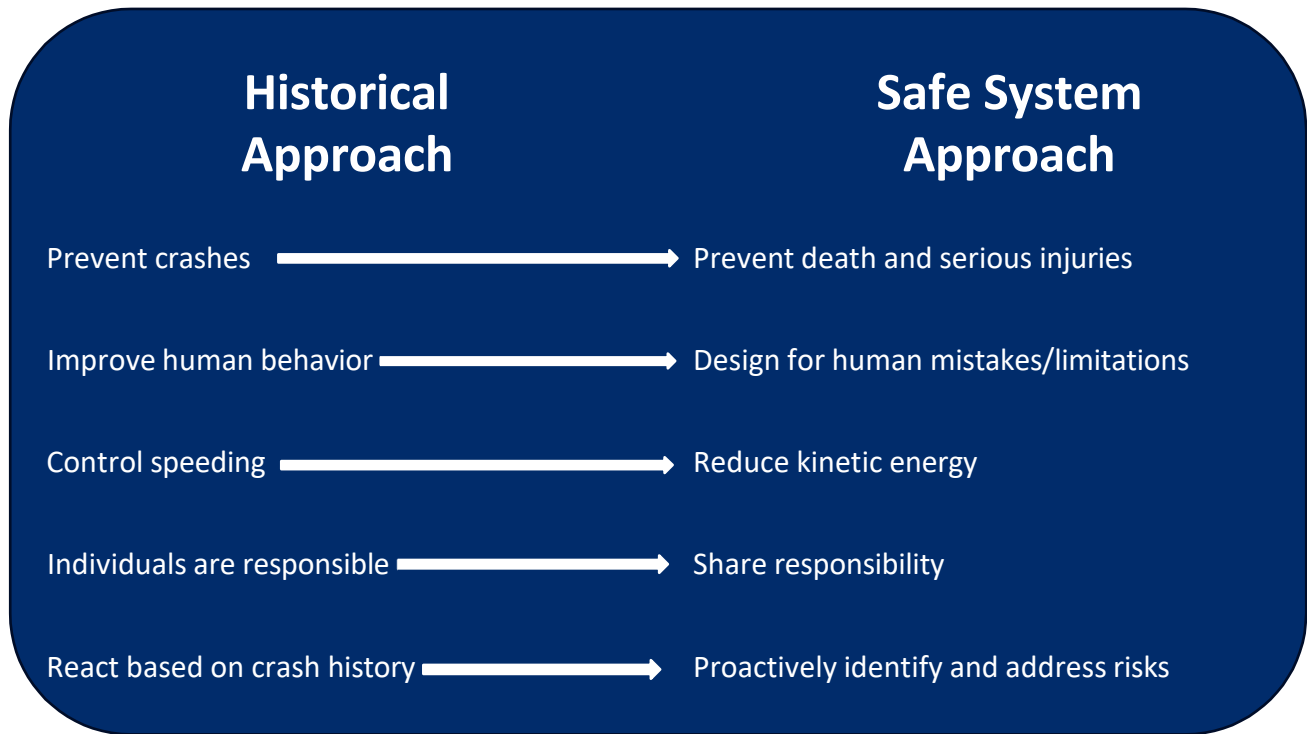 Historical
Approach
Safe System
Approach
Prevent crashes
Prevent death and serious injuries
Improve human behavior
Design for human mistakes/limitations
Control speeding
Reduce kinetic energy
Individuals are responsible
Share responsibility
React based on crash history
Proactively identify and address risks